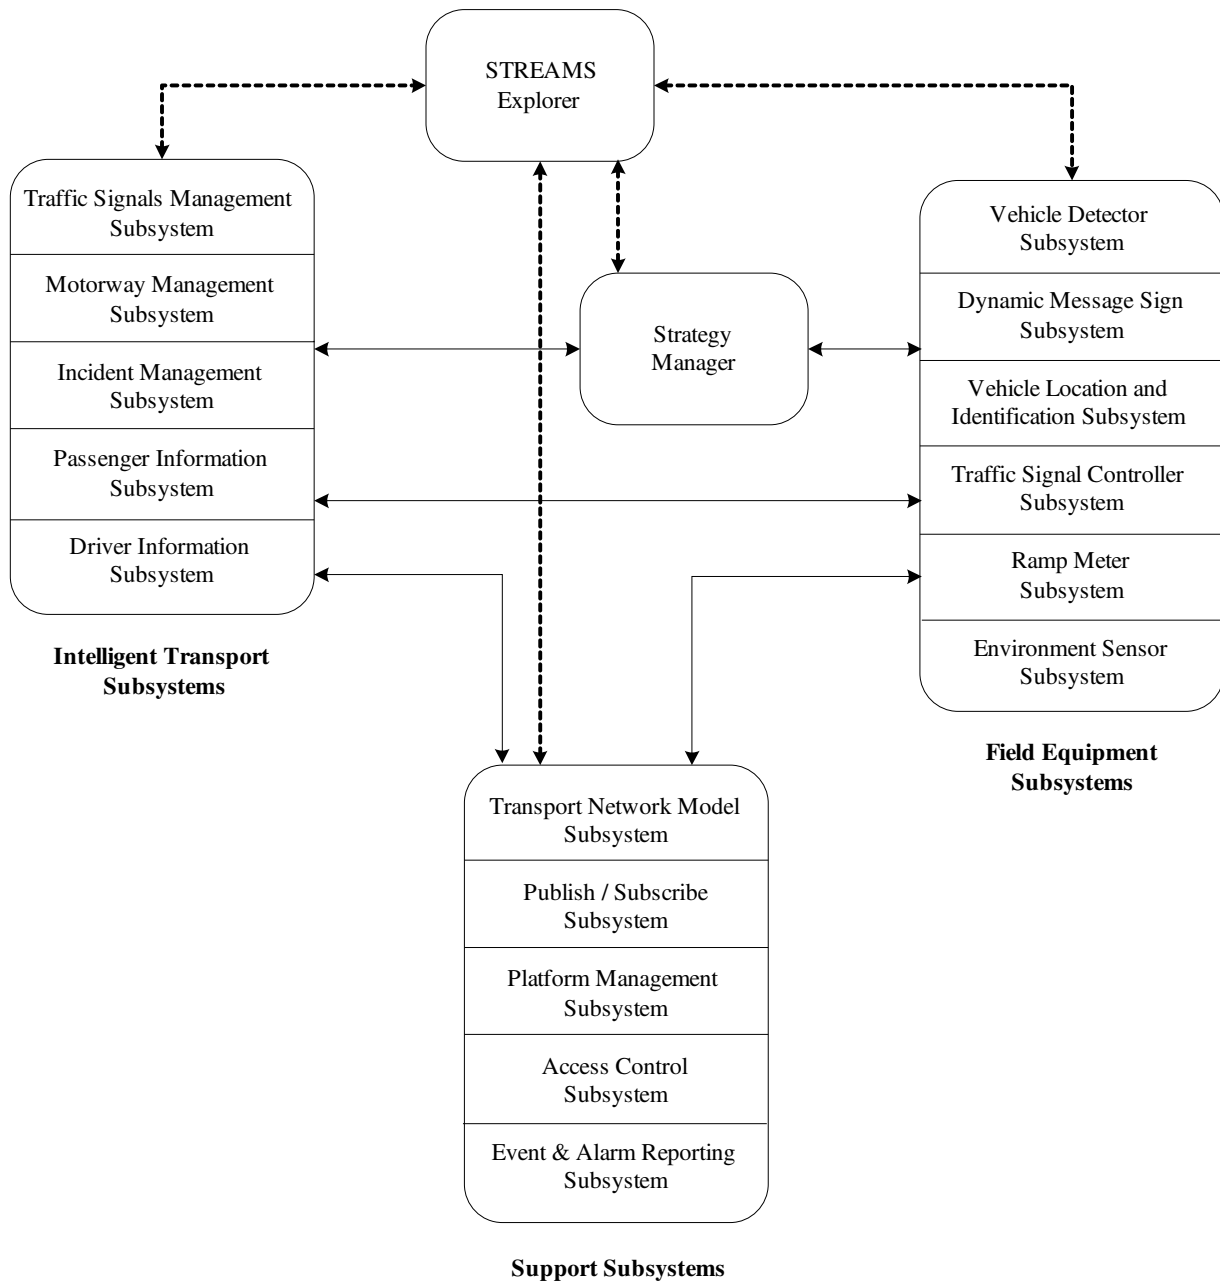 STREAMS
Explorer
Traffic Signals Management
Subsystem
Motorway Management
Subsystem
Incident Management
Subsystem
Passenger Information
Subsystem
Driver Information
Subsystem
Intelligent Transport
Subsystems
Strategy
Manager
Vehicle Detector
Subsystem
Dynamic Message Sign
Subsystem
Vehicle Location and
Identification Subsystem
Traffic Signal Controller
Subsystem
Ramp Meter
Subsystem
Environment Sensor
Subsystem
Field Equipment
Subsystems
Transport Network Model
Subsystem
Publish / Subscribe
Subsystem
Platform Management
Subsystem
Access Control
Subsystem
Event & Alarm Reporting
Subsystem
Support Subsystems